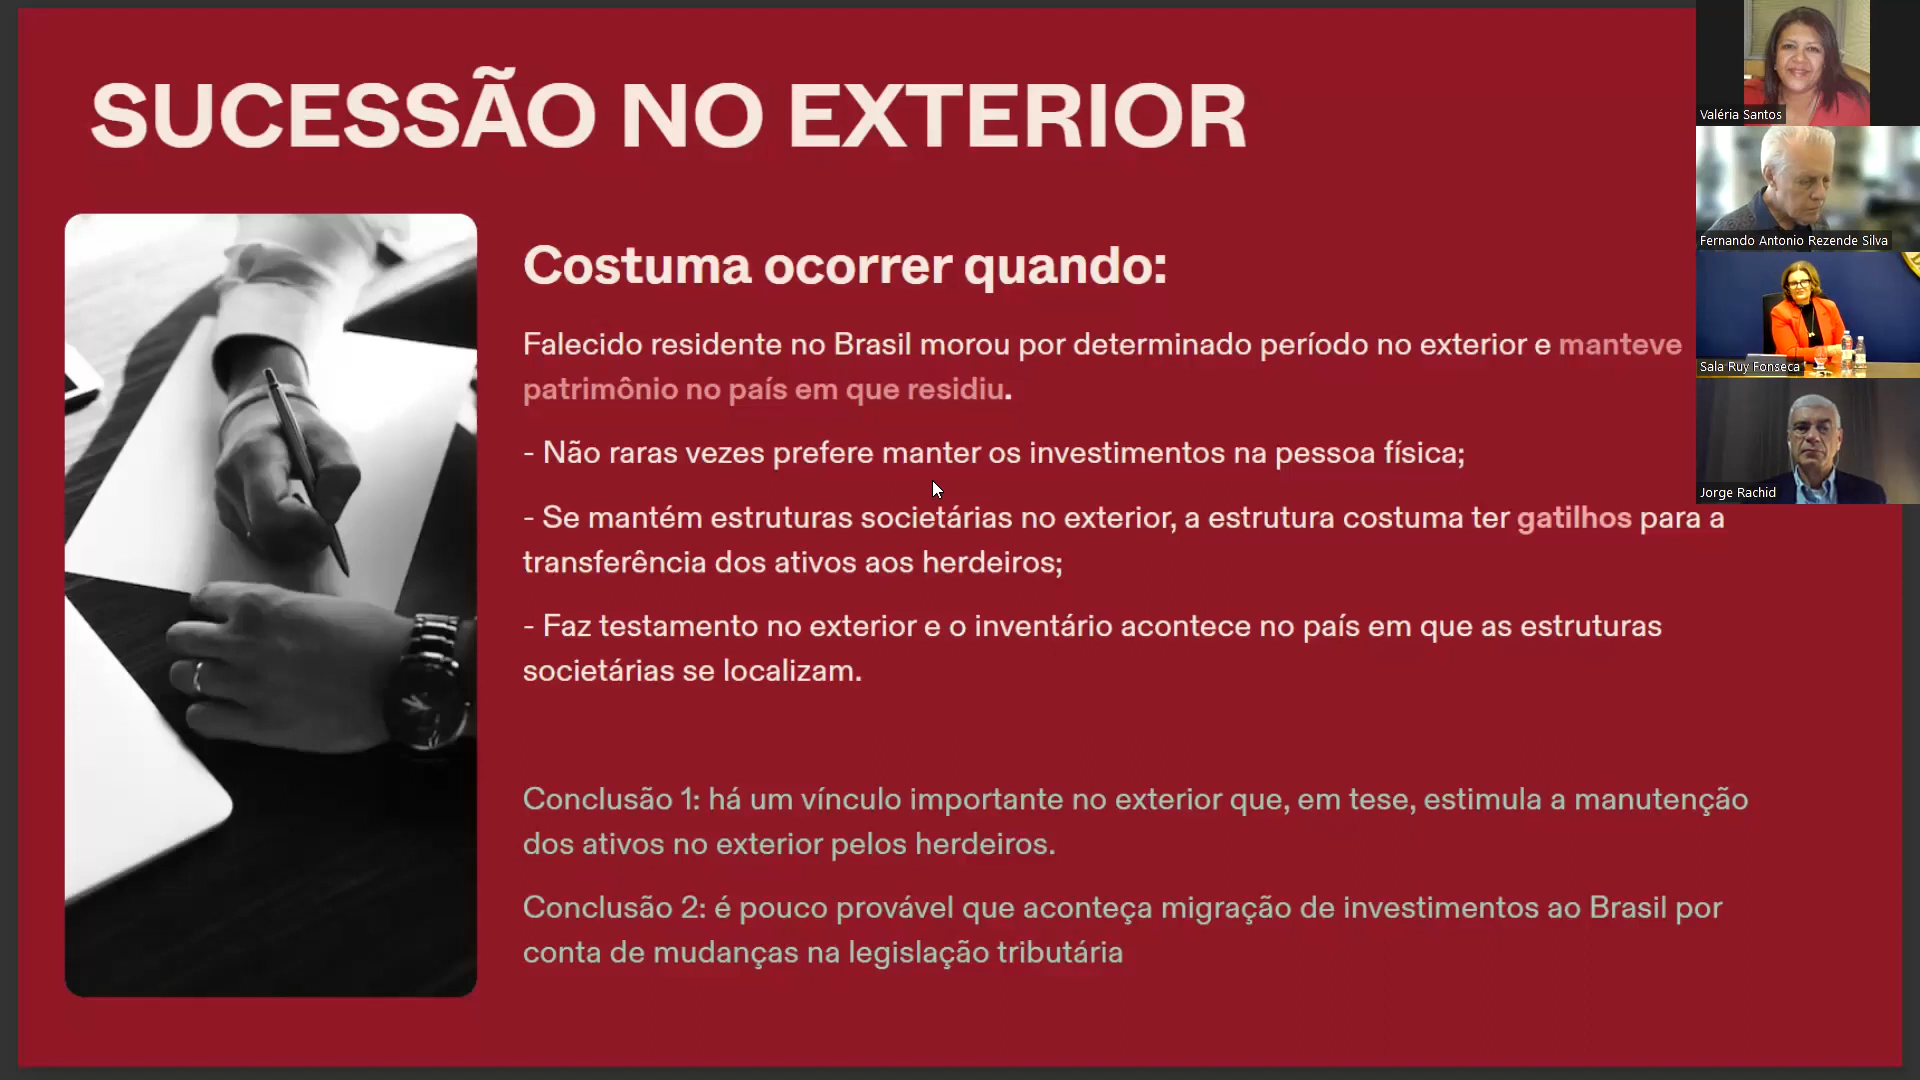 SUCESSÃO NO EXTERIOR
Costuma ocorrer quando:
Falecido residente no Brasil morou por determinado período no exterior e manteve
patrimônio no país em que residiu.
- Não raras vezes prefere manter os investimentos na pessoa física;
- Se mantém estruturas societárias no exterior, a estrutura costuma ter gatilhos para a
transferência dos ativos aos herdeiros;
- Faz testamento no exterior e o inventário acontece no país em que as estruturas
societárias se localizam.
Conclusão 1: há um vínculo importante no exterior que, em tese, estimula a manutenção
dos ativos no exterior pelos herdeiros.
Conclusão 2: é pouco provável que aconteça migração de investimentos ao Brasil por
conta de mudanças na legislação tributária
Valéria Santos
Fernando Antonio Rezende Silva
Sala Ruy Fonseca
Jorge Rachid